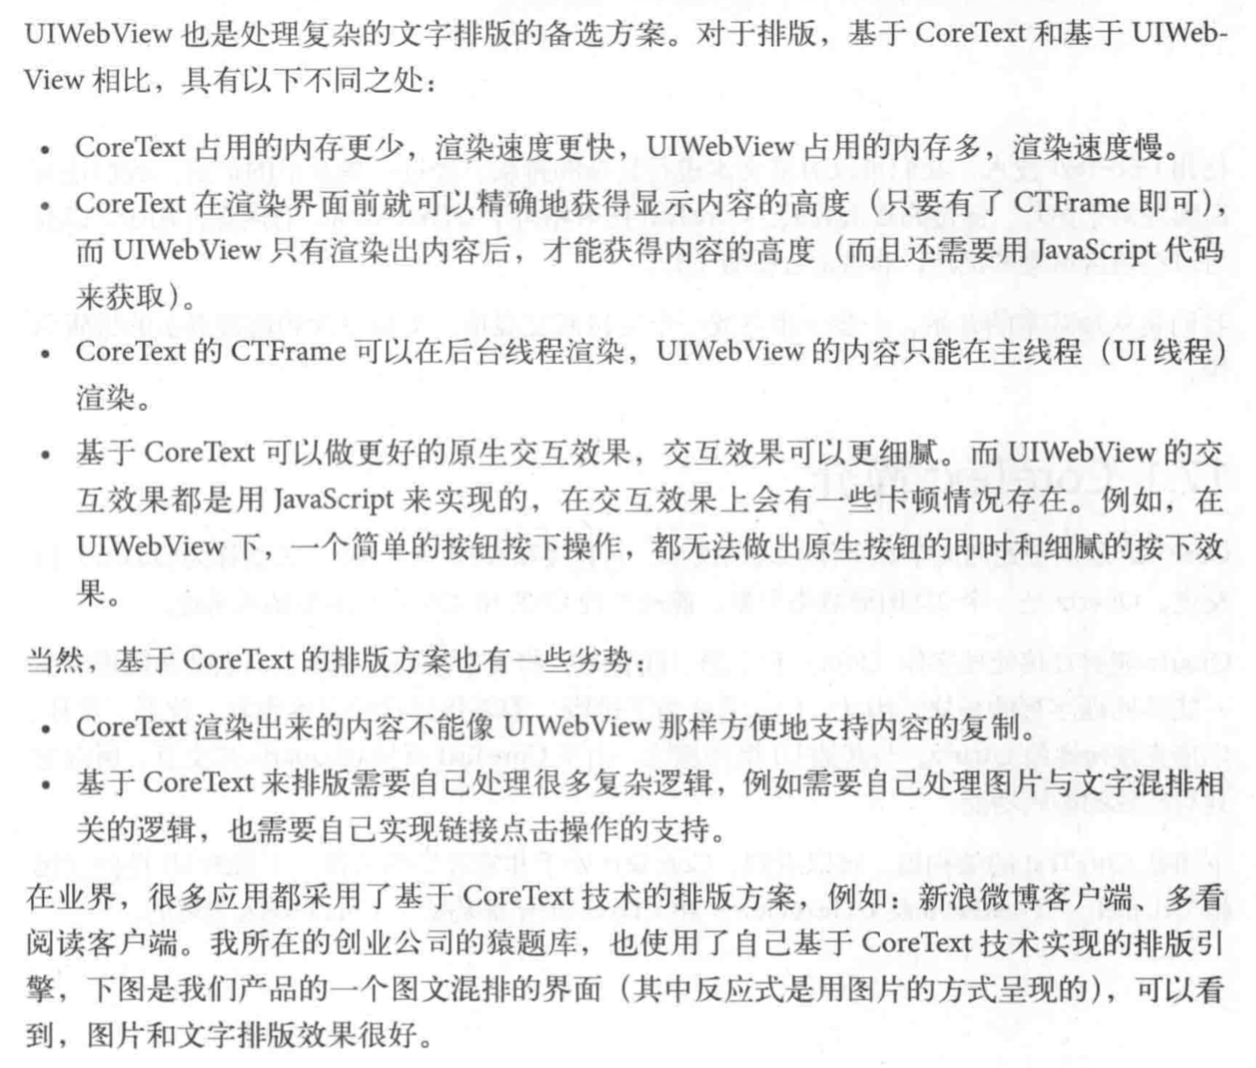 UIWebView 也是处理复杂的文字排版的备选方案。对于排版，基于 CoreText 和基于 UIWeb-
View 相比，具有以下不同之处：
• CoreText 占用的内存更少，渲染速度更快，UIWebView 占用的内存多，渲染速度慢。
• CoreText 在渲染界面前就可以精确地获得显示内容的高度（只要有了 CTFrame 即可），
而 UIWebView 只有渲染出内容后，才能获得内容的高度（而且还需要用 JavaScript 代码
来获取）。
• CoreText 的 CTFrame 可以在后台线程渲染，UIWebView 的内容只能在主线程（UI 线程）
渲染。
• 基于 CoreText 可以做更好的原生交互效果，交互效果可以更细腻。而 UIWebView 的交
互效果都是用 JavaScript 来实现的，在交互效果上会有一些卡顿情况存在。例如，在
UIWebView 下，一个简单的按钮按下操作，都无法做出原生按钮的即时和细腻的按下效
果。
当然，基于 CoreText 的排版方案也有一些劣势：
• CoreText 渲染出来的内容不能像 UIWebView 那样方便地支持内容的复制。
• 基于 CoreText 来排版需要自己处理很多复杂逻辑，例如需要自己处理图片与文字混排相
关的逻辑，也需要自己实现链接点击操作的支持。
在业界，很多应用都采用了基于 CoreText 技术的排版方案，例如：新浪微博客户端、多看
阅读客户端。我所在的创业公司的猿题库，也使用了自己基于 CoreText 技术实现的排版引
擎，下图是我们产品的一个图文混排的界面（其中反应式是用图片的方式呈现的），可以看
到，图片和文字排版效果很好。